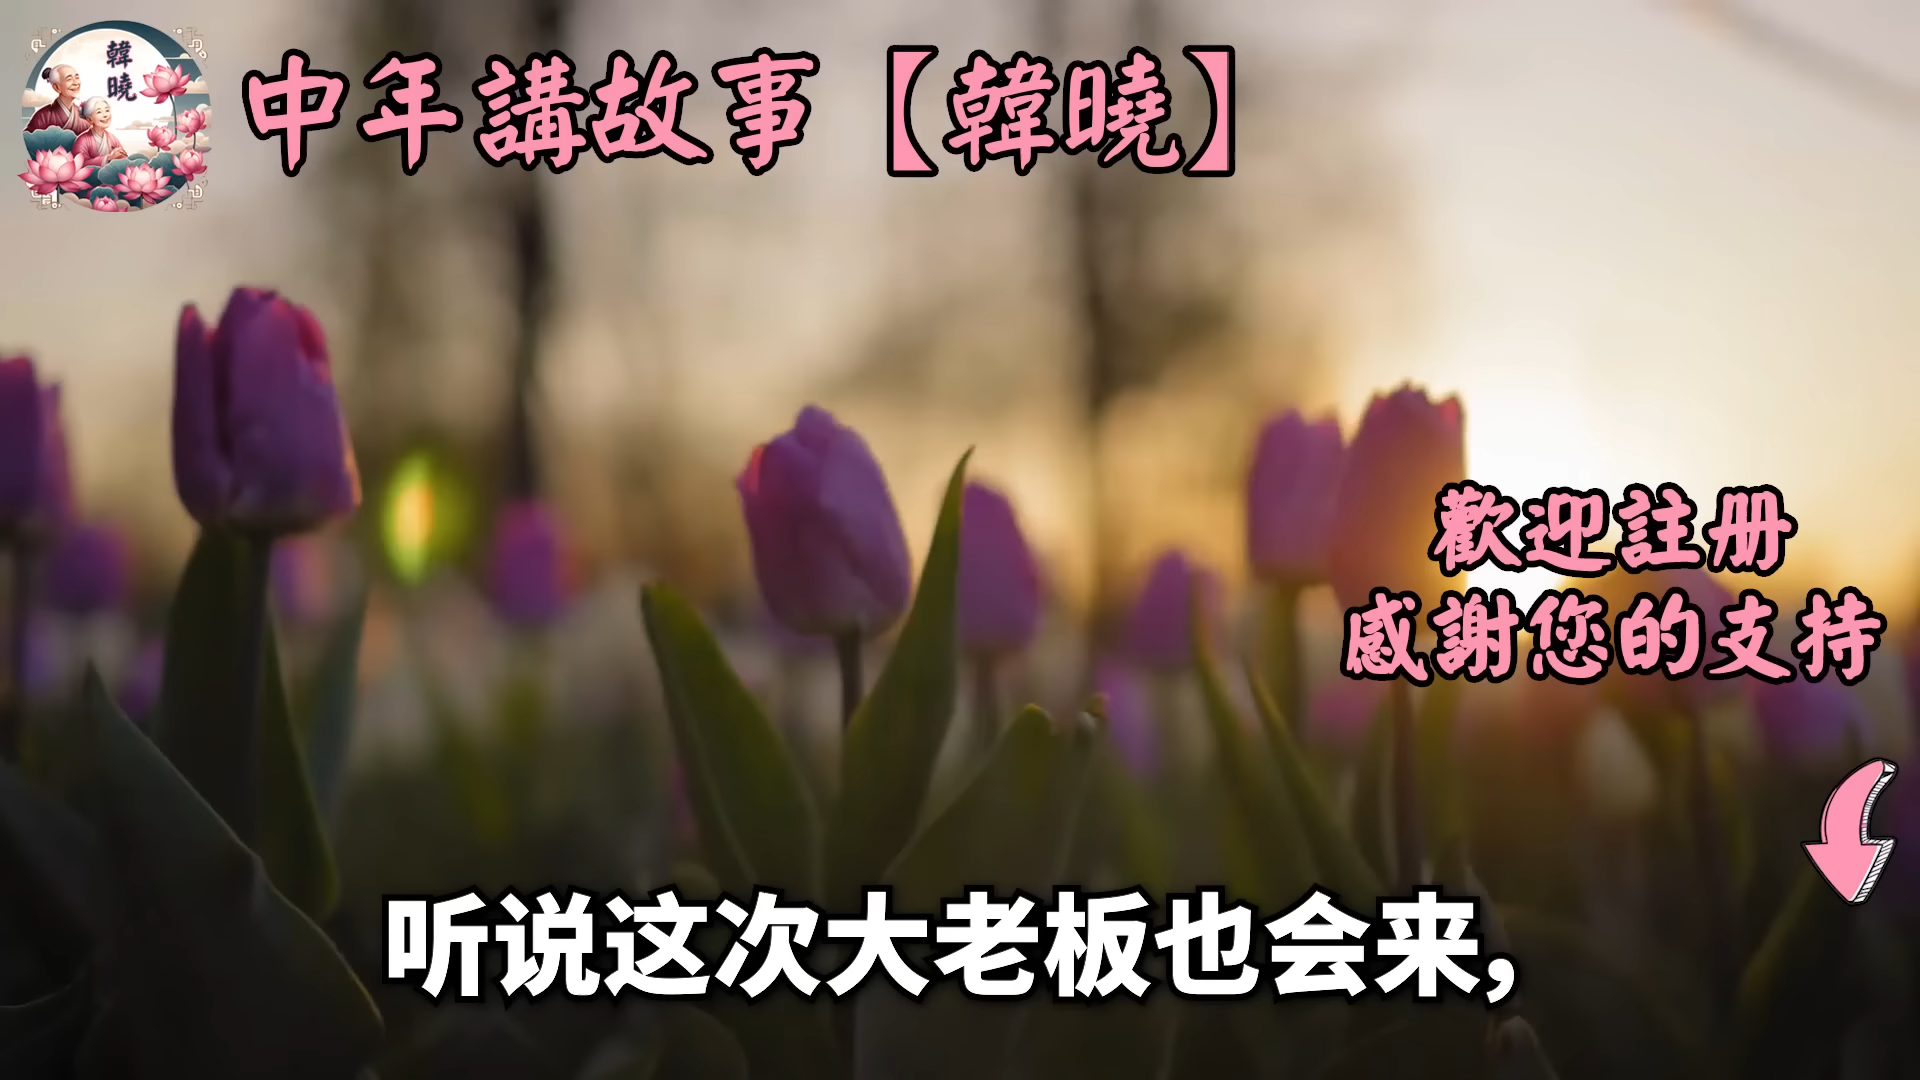 韓
曉
中年講故事【韓曉】
歡迎註册
感謝您的支持
听说这次大老板也会来,